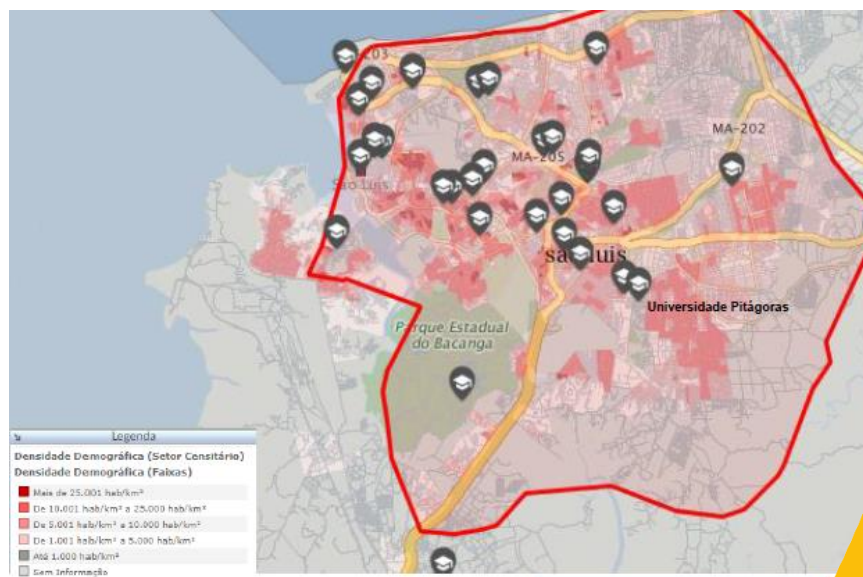 203
MA-202
MA-205
São Luís
são luís
Universidade Pitágoras
Parque Estadual
do Bacanga
Legenda
Densidade Demográfica (Setor Censitário)
Densidade Demográfica (Faixas)
Mais de 25.001 hab/km²
De 10.001 hab/km² a 25.000 hab/km²
De 5.001 hab/km² a 10.000 hab/km²
De 1.001 hab/km² a 5.000 hab/km²
Até 1.000 hab/km²
Sem Informação